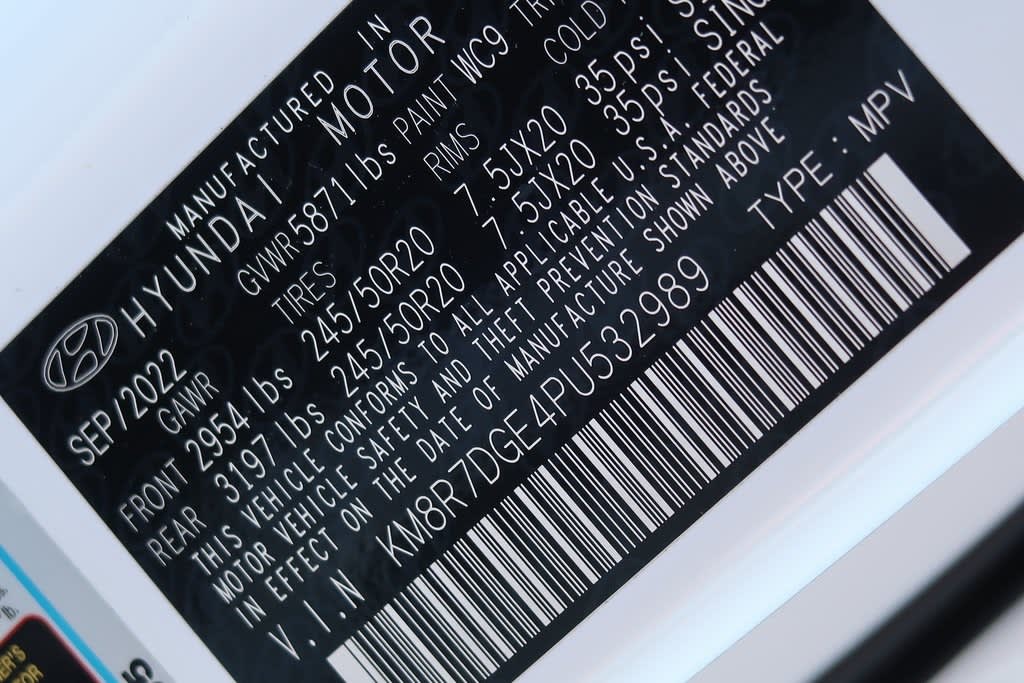 MANUFACTURED IN
HYUNDAI MOTOR
SEP/2022 GVWR 5871 lbs PAINT WC9
GAWR TIRES RIMS COLD
FRONT 2954 lbs 245/50R20 7.5JX20 35psi
REAR 3197 lbs 245/50R20 7.5JX20 35psi
THIS VEHICLE CONFORMS TO ALL APPLICABLE U.S.A. FEDERAL
MOTOR VEHICLE SAFETY AND THEFT PREVENTION STANDARDS
IN EFFECT ON THE DATE OF MANUFACTURE SHOWN ABOVE
V.I.N KM8R7DGE4PU532989 TYPE : MPV
lb.